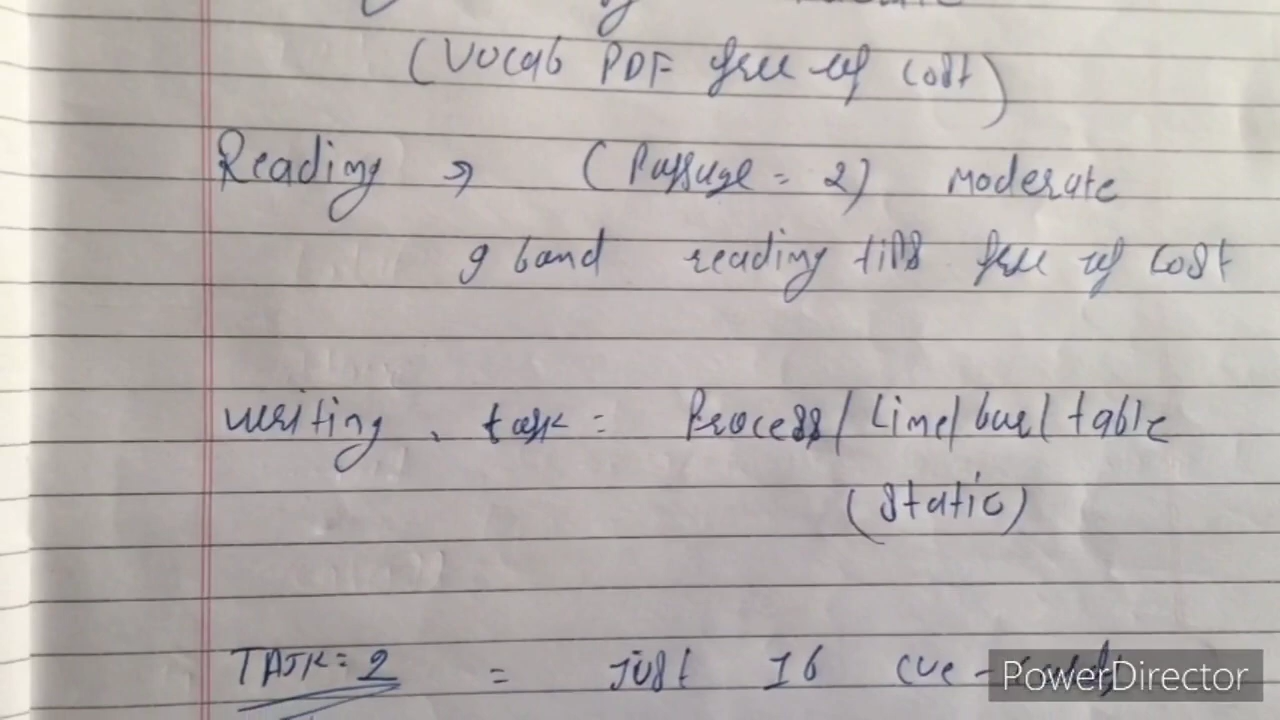 (Vocab PDF free of cost)
Reading → (Passage = 2) moderate
9 band reading tips free of cost
writing . task = Process/Line/bar/table
(static)
TASK = 2 = just 16 cue -
PowerDirector